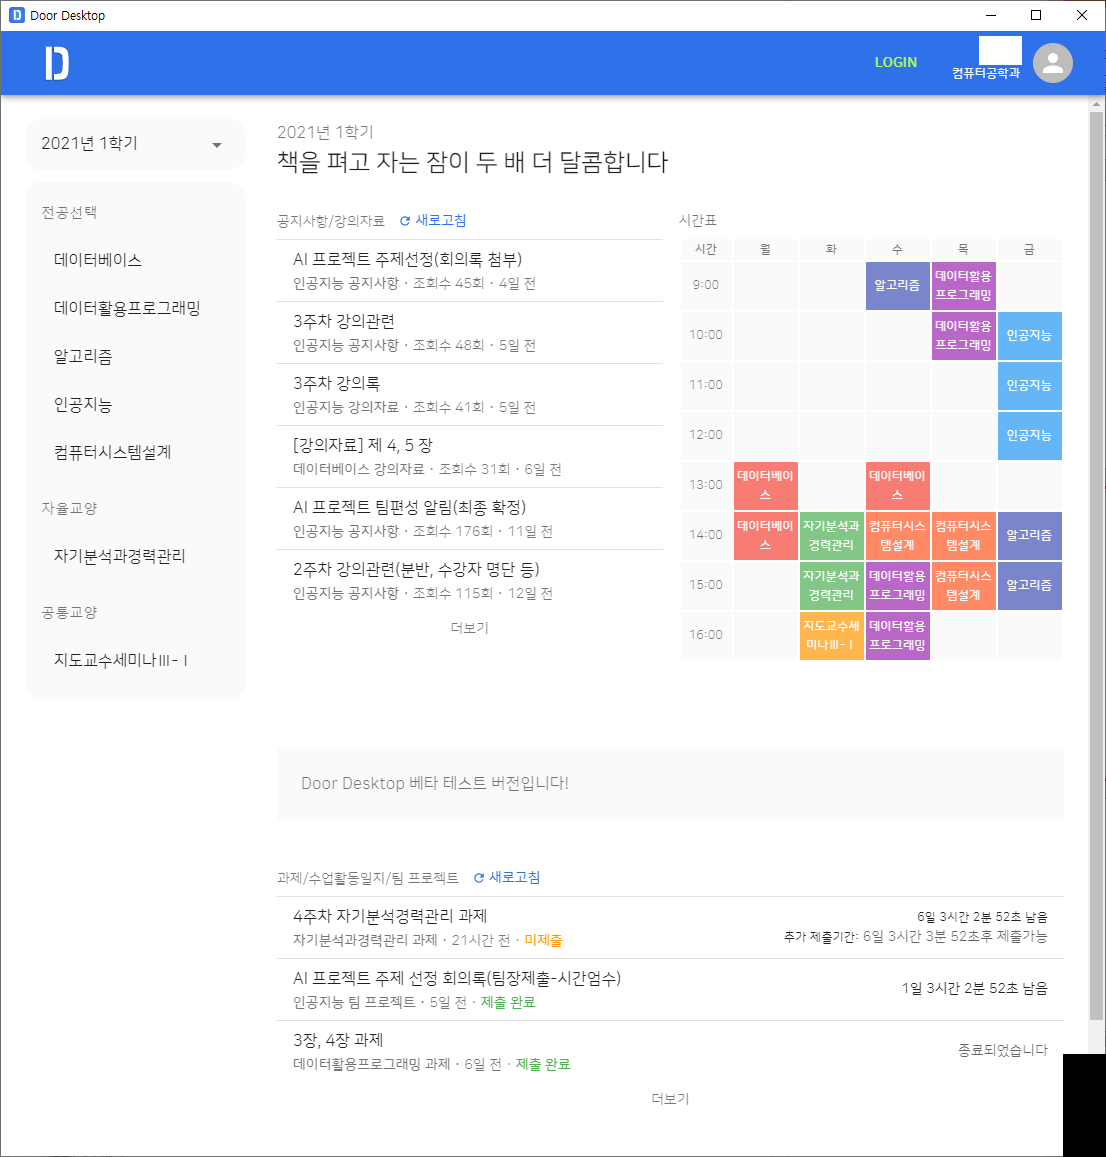 Door Desktop
D
LOGIN
컴퓨터공학과
2021년 1학기
전공선택
데이터베이스
데이터활용프로그래밍
알고리즘
인공지능
컴퓨터시스템설계
자율교양
자기분석과경력관리
공통교양
지도교수세미나Ⅲ-Ⅰ
2021년 1학기
책을 펴고 자는 잠이 두 배 더 달콤합니다
공지사항/강의자료 새로고침
AI 프로젝트 주제선정(회의록 첨부)
인공지능 공지사항 · 조회수 45회 · 4일 전
3주차 강의관련
인공지능 공지사항 · 조회수 48회 · 5일 전
3주차 강의록
인공지능 강의자료 · 조회수 41회 · 5일 전
[강의자료] 제 4, 5 장
데이터베이스 강의자료 · 조회수 31회 · 6일 전
AI 프로젝트 팀편성 알림(최종 확정)
인공지능 공지사항 · 조회수 176회 · 11일 전
2주차 강의관련(분반, 수강자 명단 등)
인공지능 공지사항 · 조회수 115회 · 12일 전
더보기
시간표
시간 월 화 수 목 금
9:00 알고리즘 데이터활용
프로그래밍
10:00 데이터활용
프로그래밍 인공지능
11:00 인공지능
12:00 인공지능
13:00 데이터베이
스 데이터베이
스
14:00 데이터베이
스 자기분석과
경력관리 컴퓨터시스
템설계 컴퓨터시스
템설계 알고리즘
15:00 자기분석과
경력관리 데이터활용
프로그래밍 컴퓨터시스
템설계 알고리즘
16:00 지도교수세
미나Ⅲ-Ⅰ 데이터활용
프로그래밍
Door Desktop 베타 테스트 버전입니다!
과제/수업활동일지/팀 프로젝트 새로고침
4주차 자기분석경력관리 과제
자기분석과경력관리 과제 · 21시간 전 · 미제출
6일 3시간 2분 52초 남음
추가 제출기간: 6일 3시간 3분 52초후 제출가능
AI 프로젝트 주제 선정 회의록(팀장제출-시간엄수)
인공지능 팀 프로젝트 · 5일 전 · 제출 완료
1일 3시간 2분 52초 남음
3장, 4장 과제
데이터활용프로그래밍 과제 · 6일 전 · 제출 완료
종료되었습니다
더보기